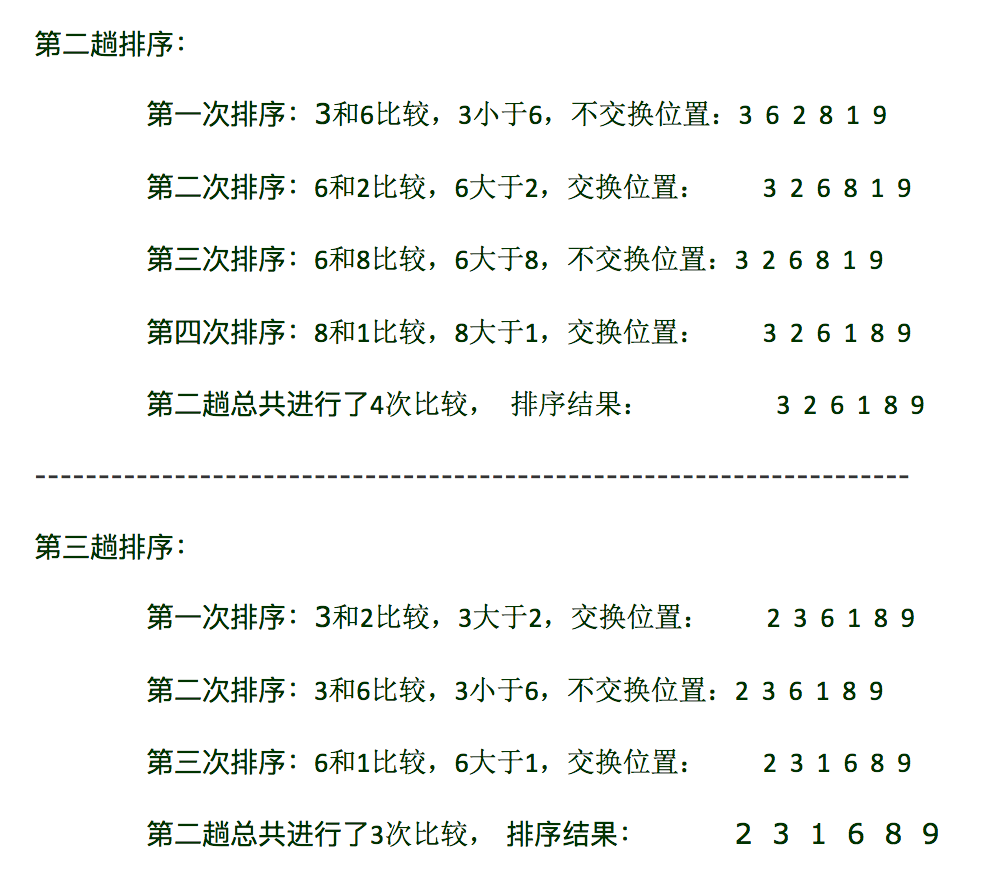 第二趟排序：
第一次排序：3和6比较，3小于6，不交换位置：3 6 2 8 1 9
第二次排序：6和2比较，6大于2，交换位置： 3 2 6 8 1 9
第三次排序：6和8比较，6大于8，不交换位置：3 2 6 8 1 9
第四次排序：8和1比较，8大于1，交换位置： 3 2 6 1 8 9
第二趟总共进行了4次比较， 排序结果： 3 2 6 1 8 9
---------------------------------------------------------------------
第三趟排序：
第一次排序：3和2比较，3大于2，交换位置： 2 3 6 1 8 9
第二次排序：3和6比较，3小于6，不交换位置：2 3 6 1 8 9
第三次排序：6和1比较，6大于1，交换位置： 2 3 1 6 8 9
第二趟总共进行了3次比较， 排序结果： 2 3 1 6 8 9